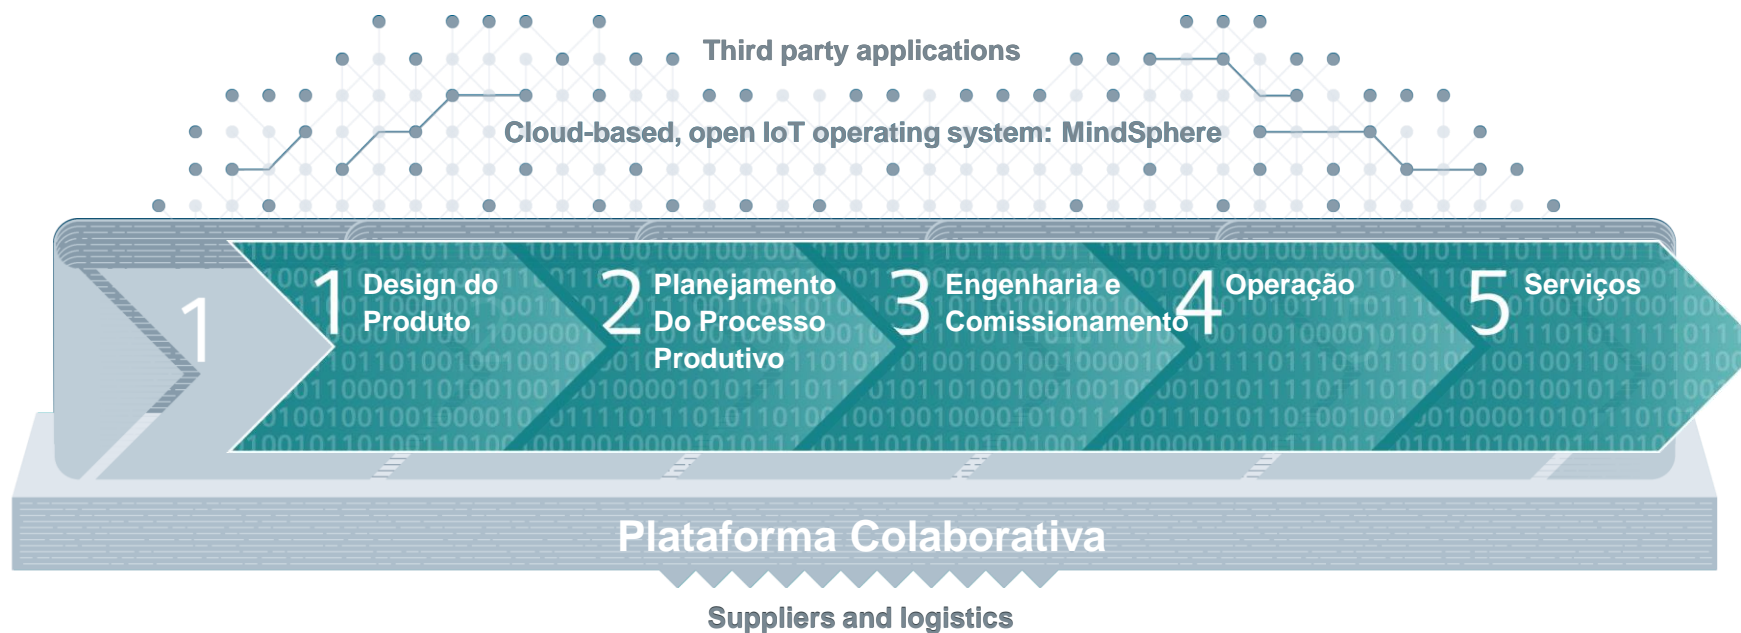 Third party applications
Cloud-based, open IoT operating system: MindSphere
1
1
Design do
Produto
2
Planejamento
Do Processo
Produtivo
3
Engenharia e
Comissionamento
4
Operação
5
Serviços
Plataforma Colaborativa
Suppliers and logistics